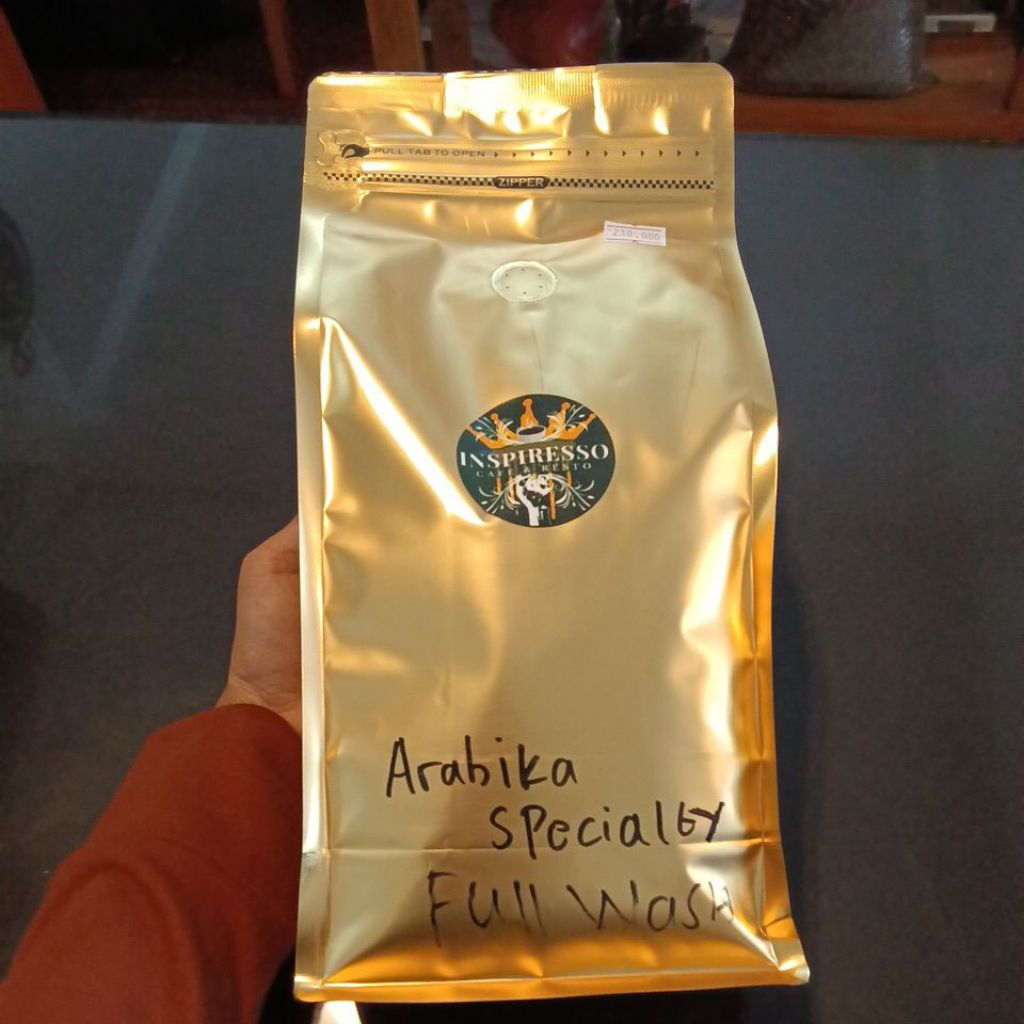 PULL TAB TO OPEN
ZIPPER
INSPIRESSO
CAFE & RESTO
Arabika
specialty
Full Wash